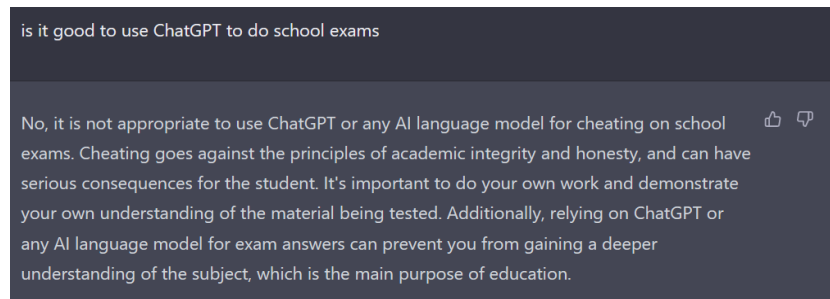 is it good to use ChatGPT to do school exams
No, it is not appropriate to use ChatGPT or any AI language model for cheating on school
exams. Cheating goes against the principles of academic integrity and honesty, and can have
serious consequences for the student. It's important to do your own work and demonstrate
your own understanding of the material being tested. Additionally, relying on ChatGPT or
any AI language model for exam answers can prevent you from gaining a deeper
understanding of the subject, which is the main purpose of education.